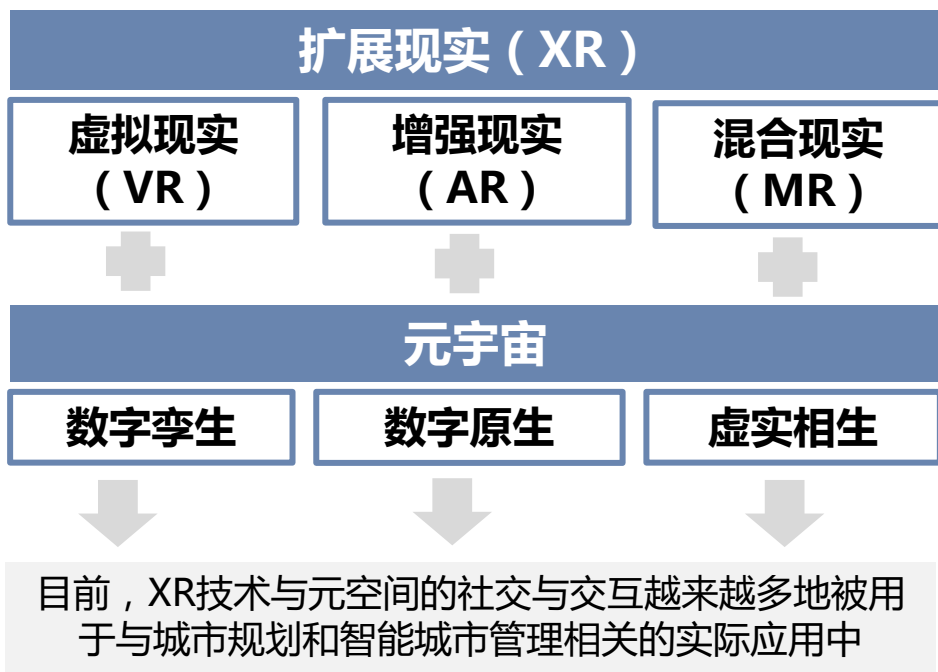 扩展现实（XR）
虚拟现实
（VR）
增强现实
（AR）
混合现实
（MR）
元宇宙
数字孪生
数字原生
虚实相生
目前，XR技术与元空间的社交与交互越来越多地被用
于与城市规划和智能城市管理相关的实际应用中